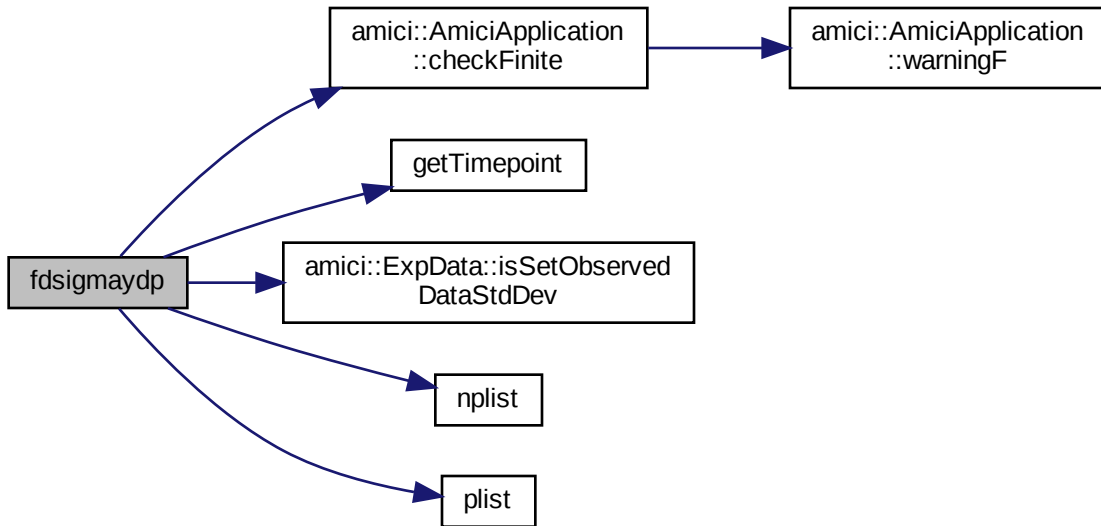 amici::AmiciApplication
::checkFinite
amici::AmiciApplication
::warningF
getTimepoint
fdsigmaydp
amici::ExpData::isSetObserved
DataStdDev
nplist
plist